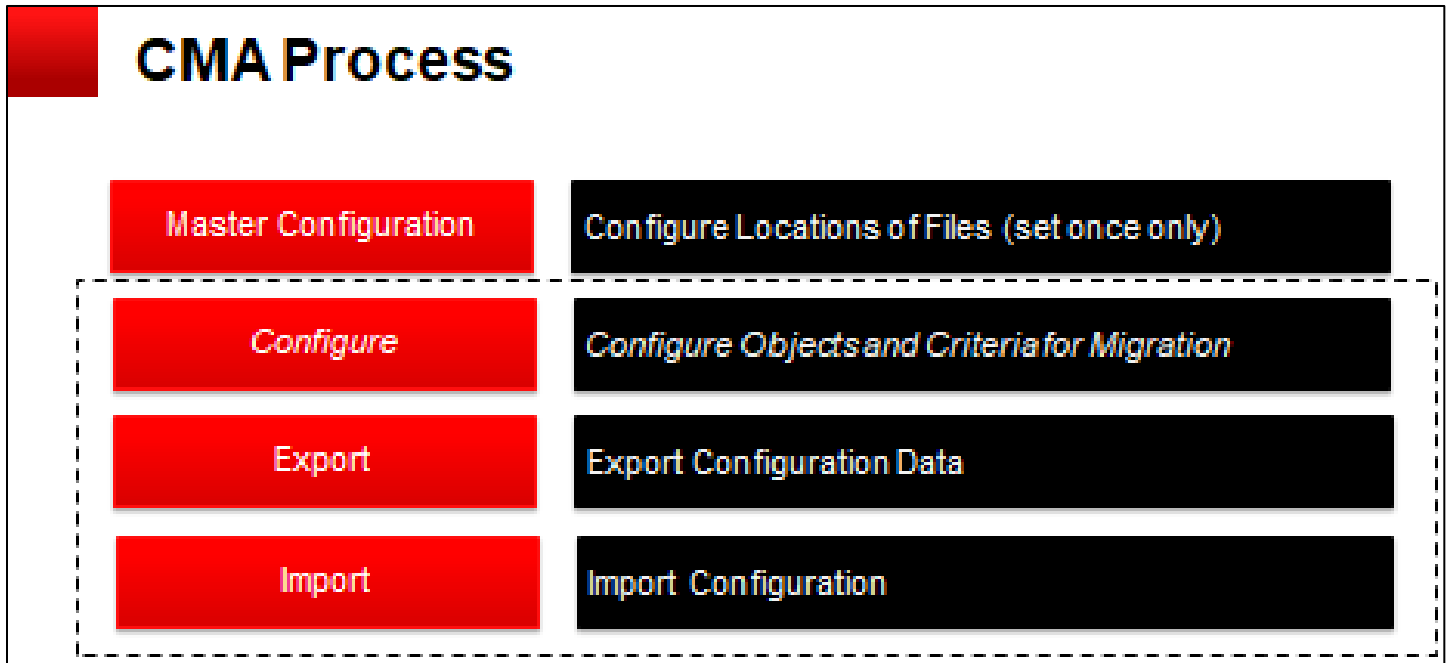 CMA Process
Master Configuration
Configure Locations of Files (set once only)
Configure
Configure Objects and Criteria for Migration
Export
Export Configuration Data
Import
Import Configuration